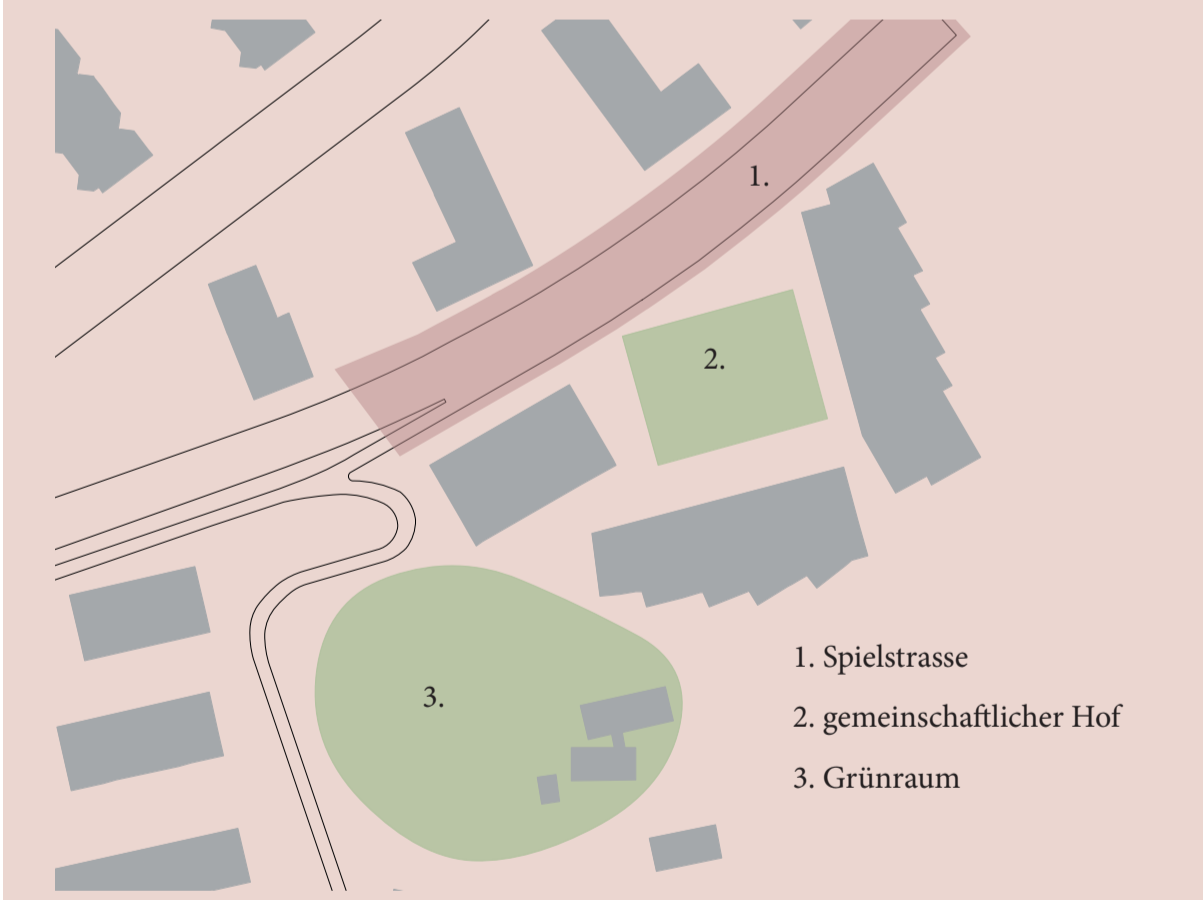 1.
2.
3.
1. Spielstrasse
2. gemeinschaftlicher Hof
3. Grünraum